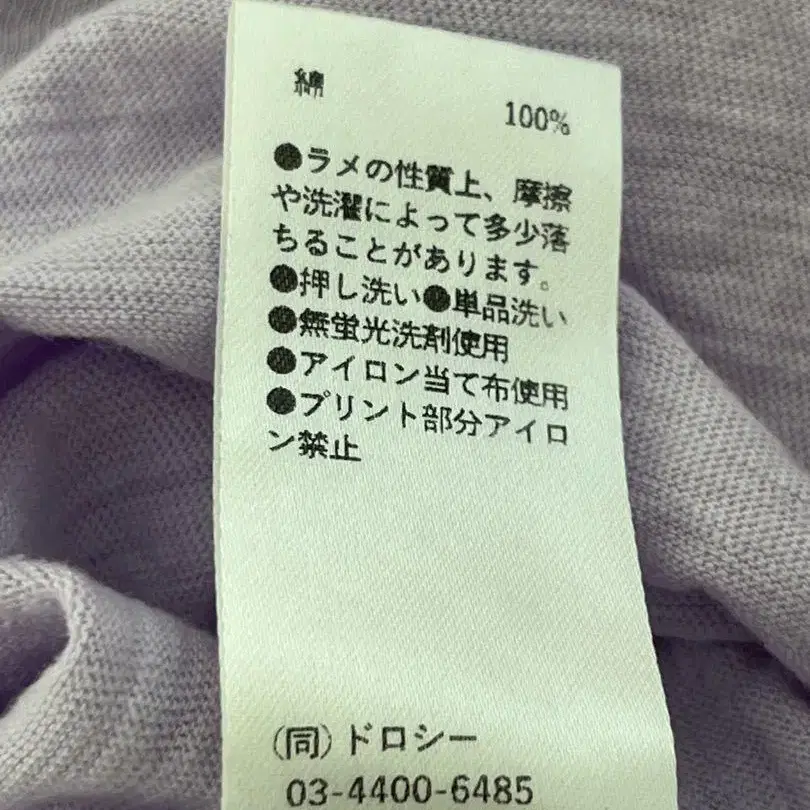 綿 100%
●ラメの性質上、摩擦
や洗濯によって多少落
ちることがあります。
●押し洗い●単品洗い
●無蛍光洗剤使用
●アイロン当て布使用
●プリント部分アイロ
ン禁止
(同)ドロシー
03-4400-6485